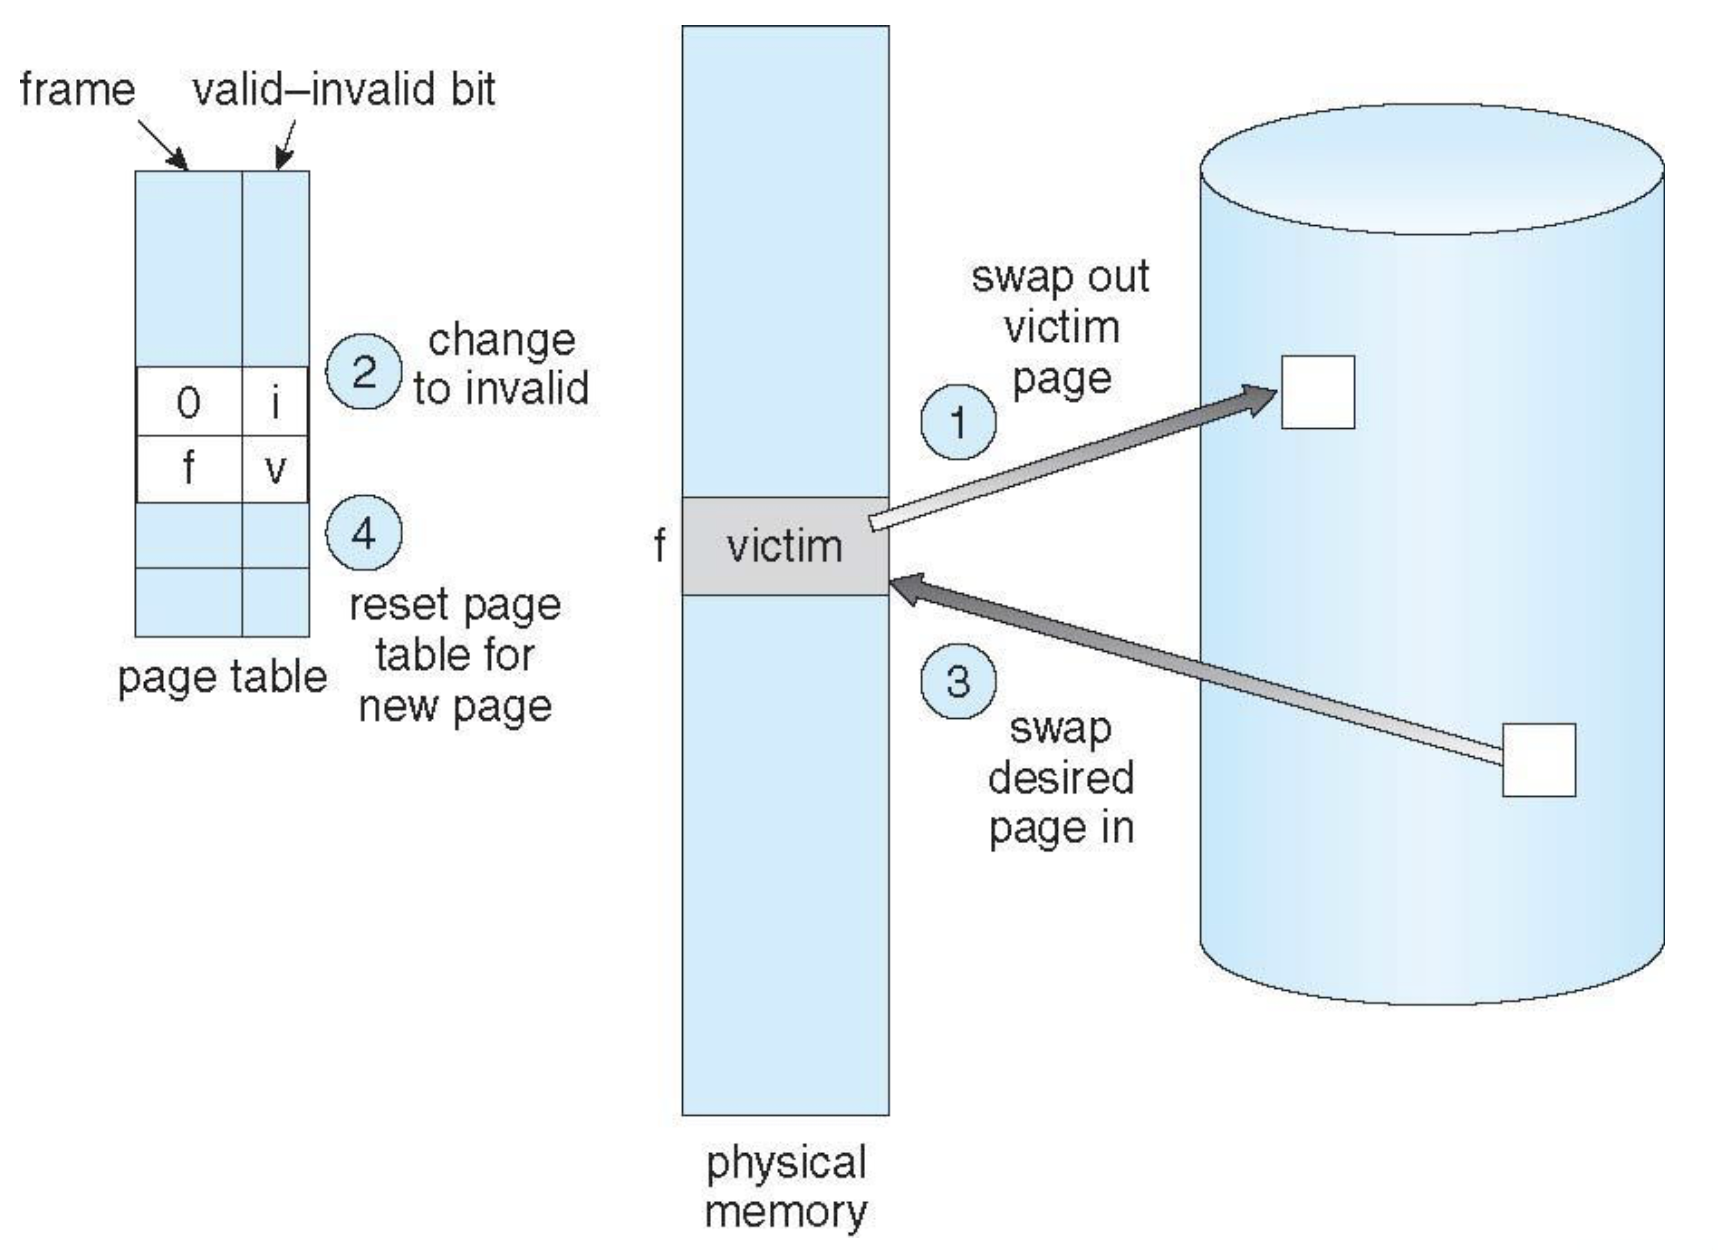 frame
valid–invalid bit
0
i
f
v
page table
2
change
to invalid
4
reset page
table for
new page
f
victim
physical
memory
1
swap out
victim
page
3
swap
desired
page in